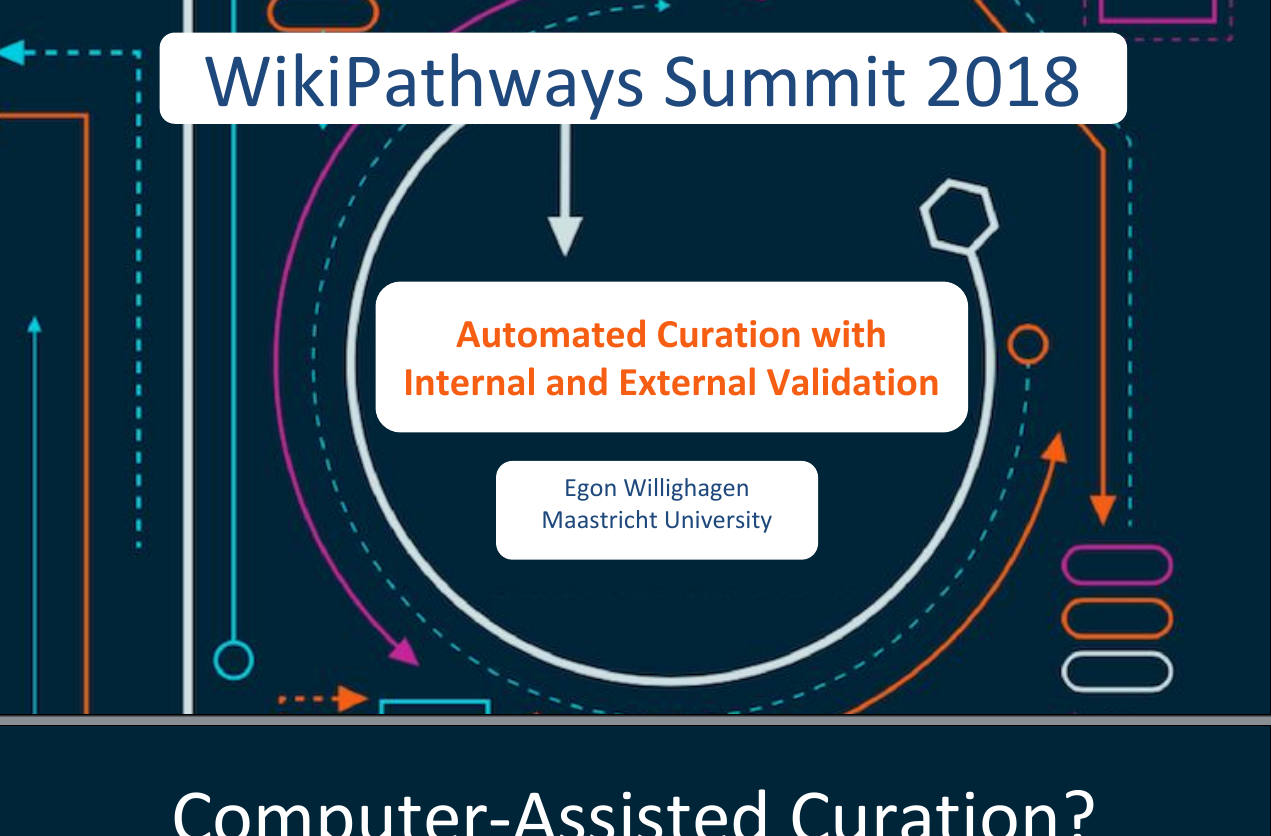 WikiPathways Summit 2018
Automated Curation with
Internal and External Validation
Egon Willighagen
Maastricht University
Computer-Assisted Curation?